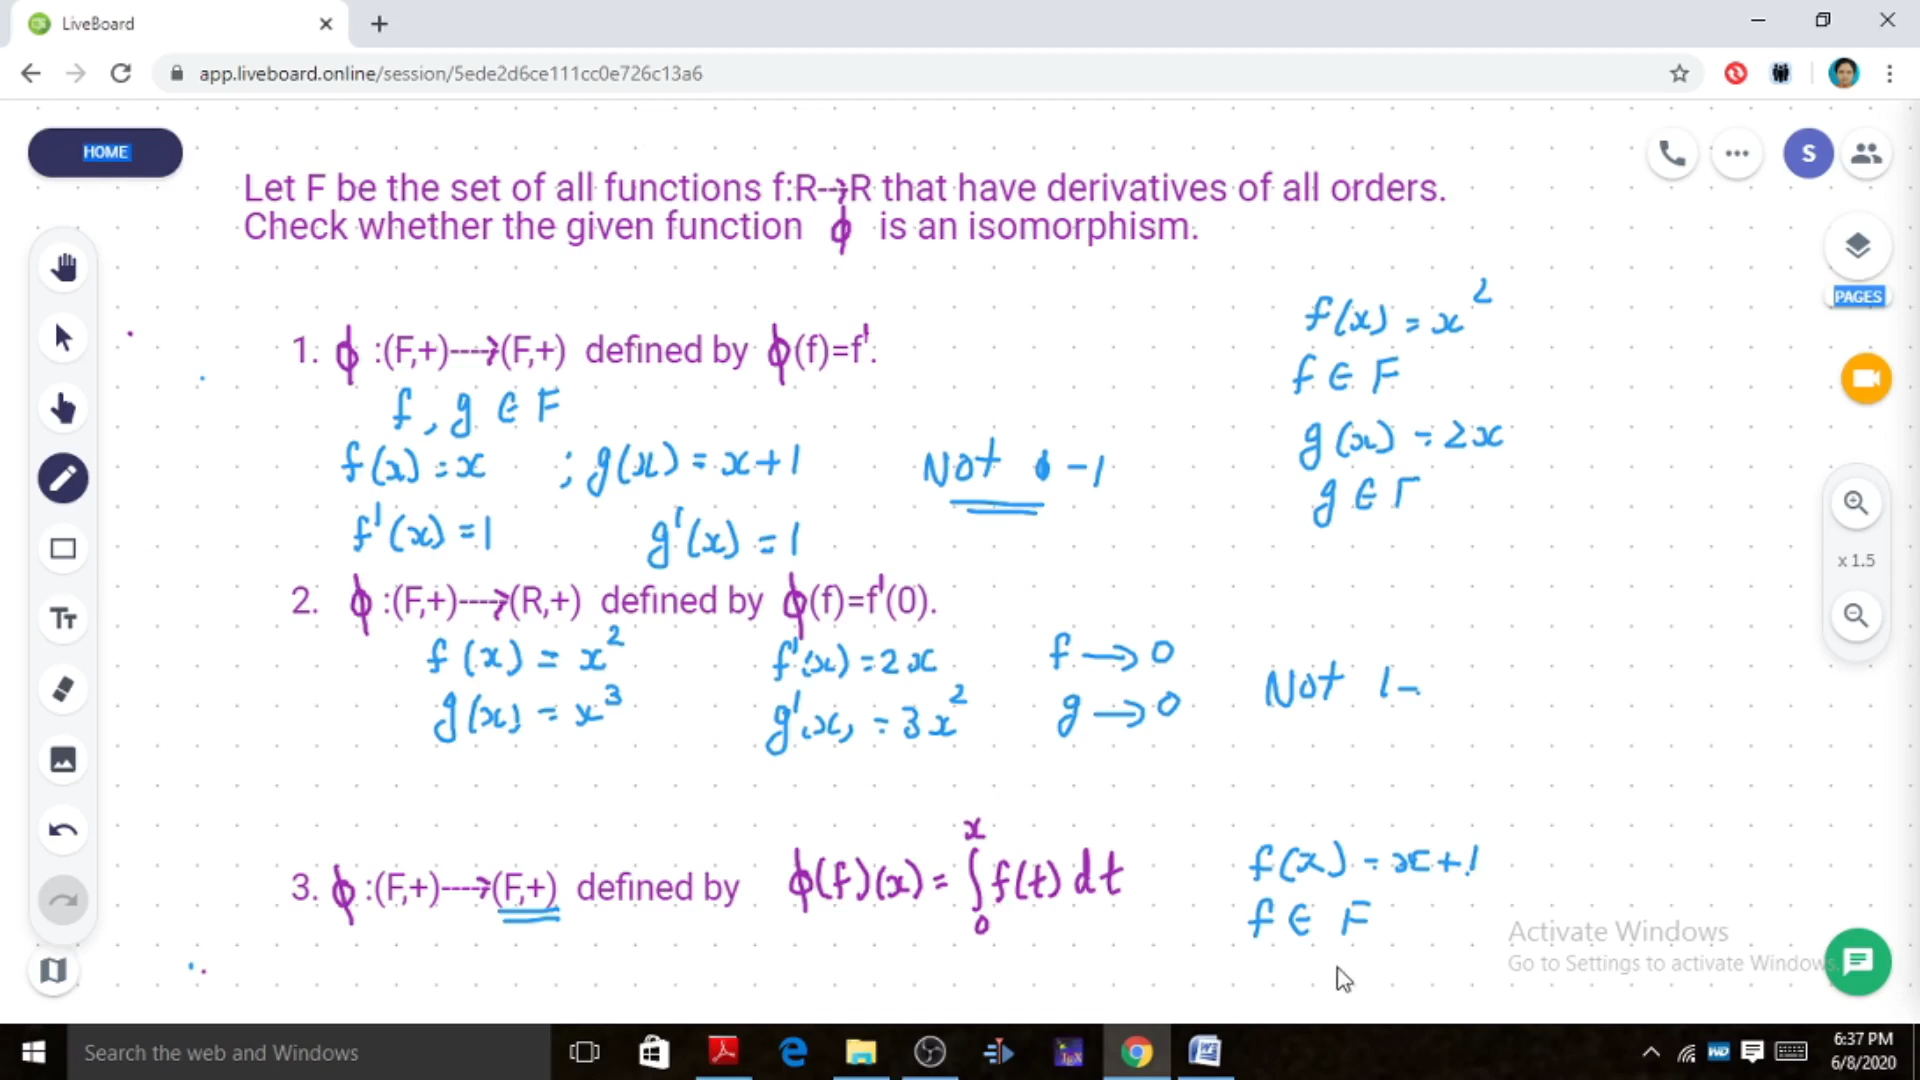 LiveBoard
app.liveboard.online/session/5ede2d6ce111cc0e726c13a6
HOME
S
Let F be the set of all functions f:R-->R that have derivatives of all orders.
Check whether the given function ϕ is an isomorphism.
PAGES
1. ϕ :(F,+)---->(F,+) defined by ϕ(f)=f'.
f(x) = x²
f, g ∈ F
f ∈ F
f(x) = x ; g(x) = x+1
Not 1-1
g(x) = 2x
g ∈ F
f'(x) = 1 g'(x) = 1
x 1.5
2. ϕ :(F,+)---->(R,+) defined by ϕ(f)=f'(0).
f(x) = x² f'(x) = 2x f → 0
Not 1-
g(x) = x³ g'(x) = 3x² g → 0
3. ϕ :(F,+)---->(F,+) defined by ϕ(f)(x) = ∫₀ˣ f(t) dt
f(x) = x+1
f ∈ F
Tт
Activate Windows
Go to Settings to activate Windows.
Search the web and Windows
6:37 PM
6/8/2020